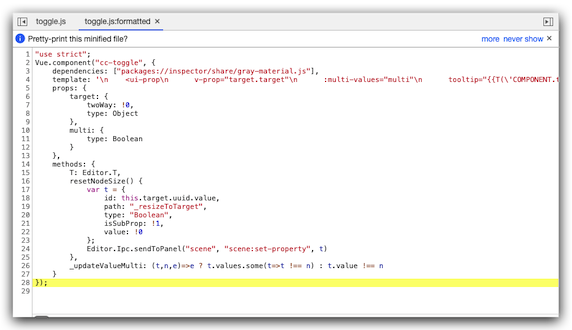 toggle.js toggle.js:formatted ×
Pretty-print this minified file? more never show ×
1 "use strict";
2 Vue.component("cc-toggle", {
3 dependencies: ["packages://inspector/share/gray-material.js"],
4 template: '\n <ui-prop\n v-prop="target.target"\n :multi-values="multi"\n tooltip="{{T(\'COMPONENT.t
5 props: {
6 target: {
7 twoWay: !0,
8 type: Object
9 },
10 multi: {
11 type: Boolean
12 }
13 },
14 methods: {
15 T: Editor.T,
16 resetNodeSize() {
17 var t = {
18 id: this.target.uuid.value,
19 path: "_resizeToTarget",
20 type: "Boolean",
21 isSubProp: !1,
22 value: !0
23 };
24 Editor.Ipc.sendToPanel("scene", "scene:set-property", t)
25 },
26 _updateValueMulti: (t,n,e)=>e ? t.values.some(t=>t !== n) : t.value !== n
27 }
28 });
29